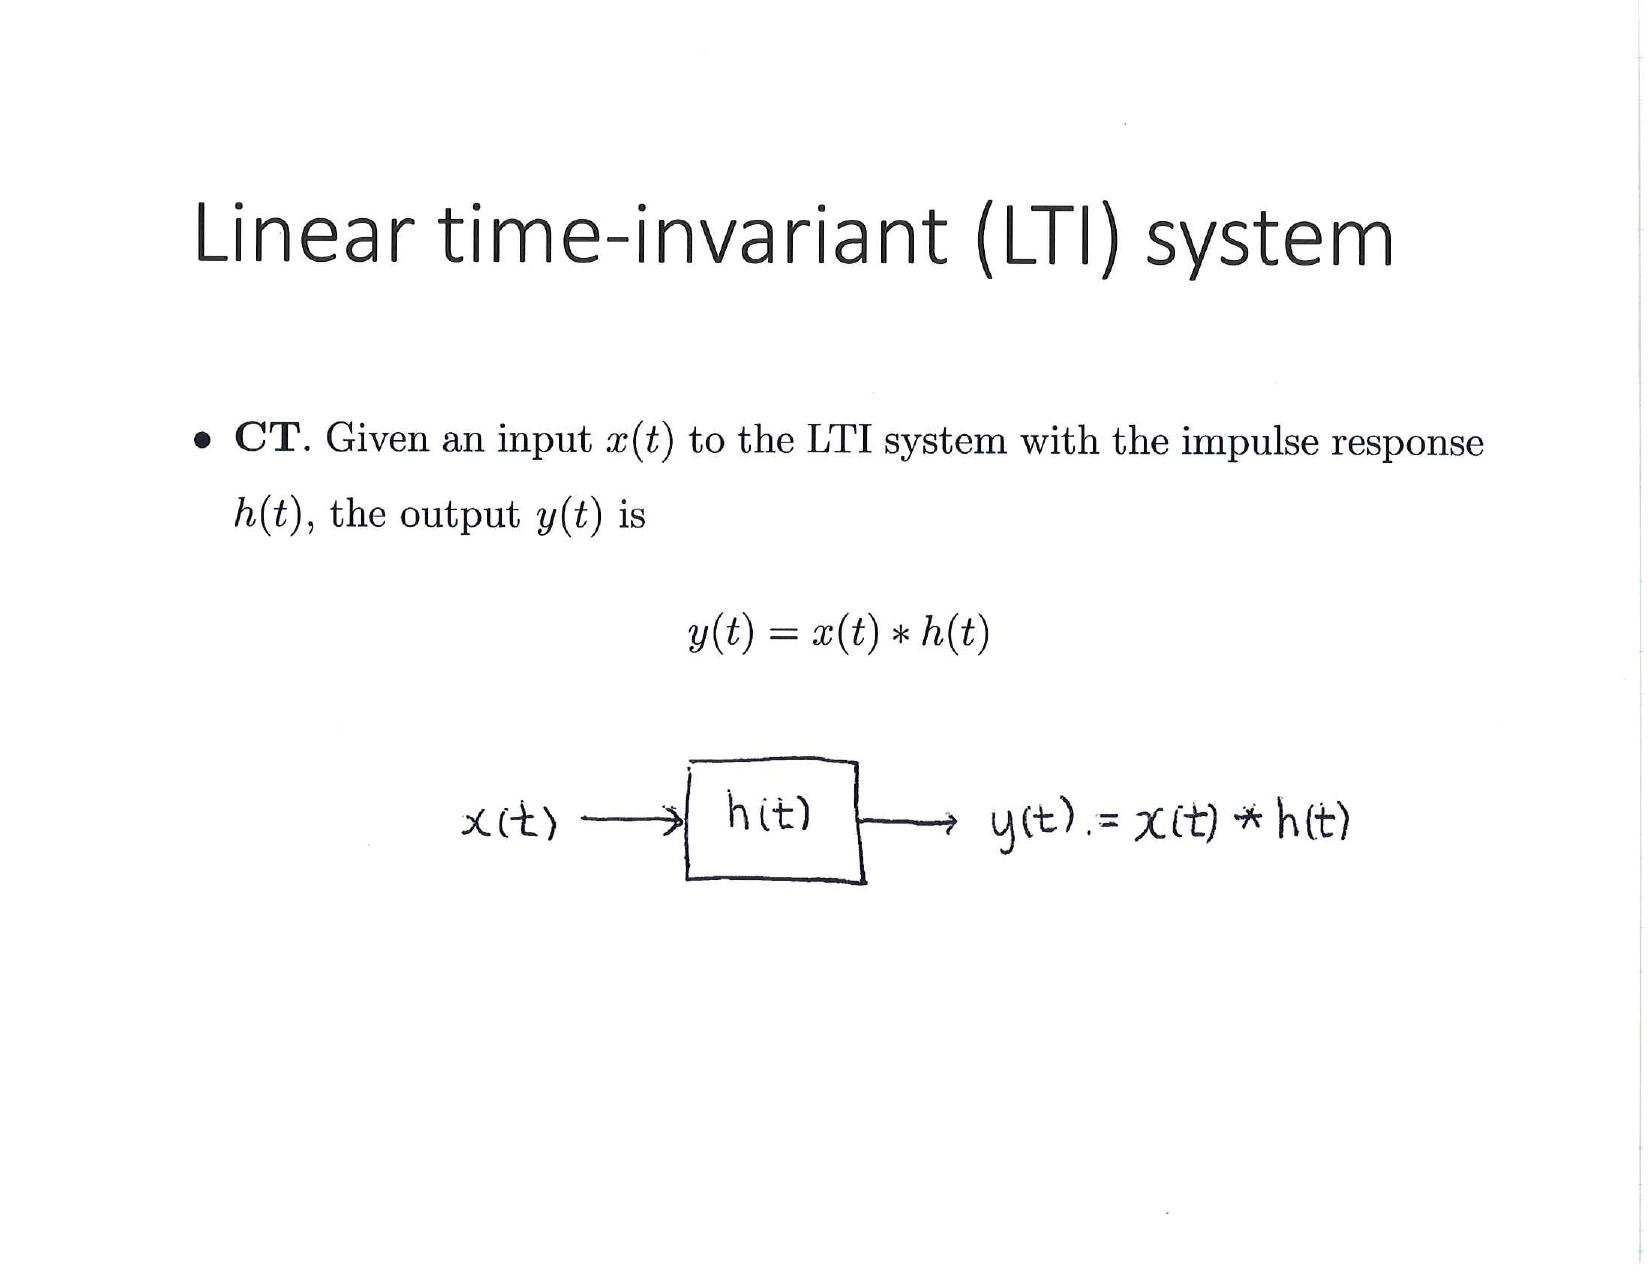 Linear time-invariant (LTI) system
• CT. Given an input x(t) to the LTI system with the impulse response
h(t), the output y(t) is
y(t) = x(t) * h(t)
x(t) → h(t) → y(t) . = x(t) * h(t)